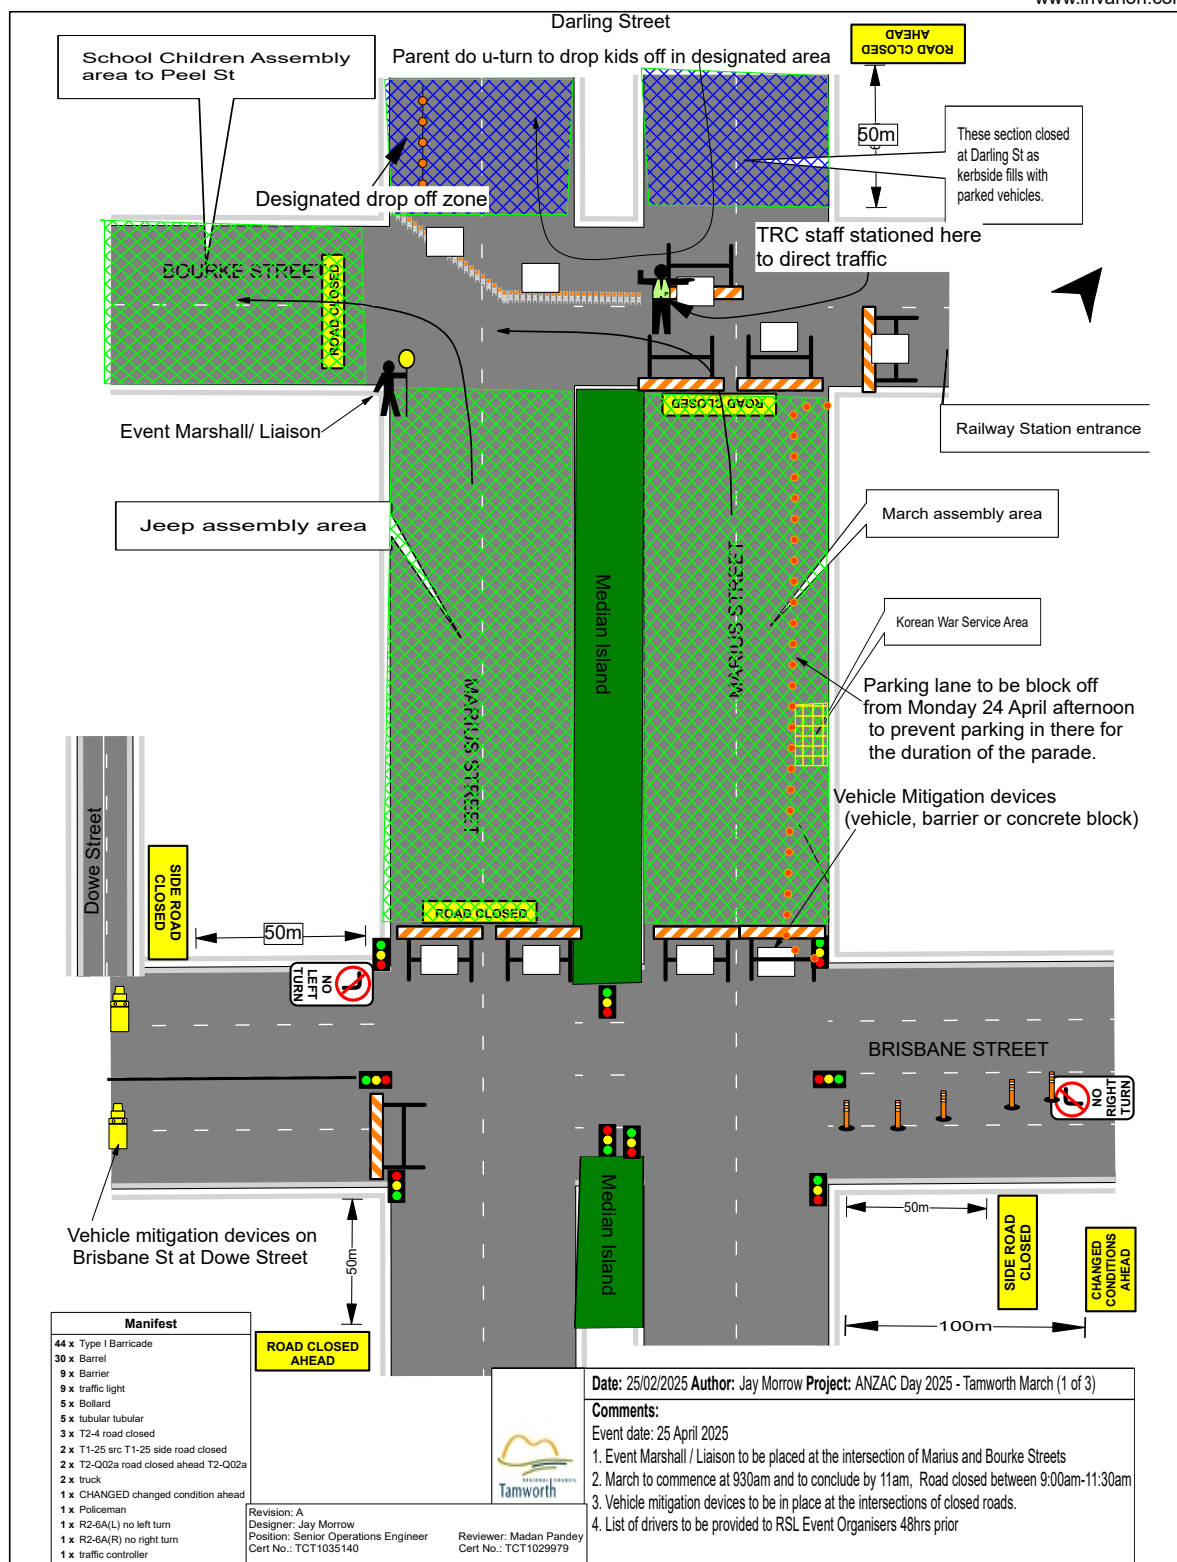 Darling Street
Parent do u-turn to drop kids off in designated area
ROAD CLOSED
AHEAD
School Children Assembly
area to Peel St
50m
These section closed
at Darling St as
kerbside fills with
parked vehicles.
Designated drop off zone
TRC staff stationed here
to direct traffic
BOURKE STREET
ROAD CLOSED
ROAD CLOSED
Event Marshall/ Liaison
Railway Station entrance
Jeep assembly area
March assembly area
Median Island
MARIUS STREET
MARIUS STREET
Korean War Service Area
Parking lane to be block off
from Monday 24 April afternoon
to prevent parking in there for
the duration of the parade.
Vehicle Mitigation devices
(vehicle, barrier or concrete block)
Dowe Street
SIDE ROAD
CLOSED
ROAD CLOSED
50m
NO
LEFT
TURN
BRISBANE STREET
NO
RIGHT
TURN
Vehicle mitigation devices on
Brisbane St at Dowe Street
50m
Median Island
50m
SIDE ROAD
CLOSED
CHANGED
CONDITIONS
AHEAD
100m
ROAD CLOSED
AHEAD
Manifest
44 x Type I Barricade
30 x Barrel
9 x Barrier
9 x traffic light
5 x Bollard
5 x tubular tubular
3 x T2-4 road closed
2 x T1-25 src T1-25 side road closed
2 x T2-Q02a road closed ahead T2-Q02a
2 x truck
1 x CHANGED changed condition ahead
1 x Policeman
1 x R2-6A(L) no left turn
1 x R2-6A(R) no right turn
1 x traffic controller
Revision: A
Designer: Jay Morrow
Position: Senior Operations Engineer Reviewer: Madan Pandey
Cert No.: TCT1035140 Cert No.: TCT1029979
REGIONAL COUNCIL
Tamworth
Date: 25/02/2025 Author: Jay Morrow Project: ANZAC Day 2025 - Tamworth March (1 of 3)
Comments:
Event date: 25 April 2025
1. Event Marshall / Liaison to be placed at the intersection of Marius and Bourke Streets
2. March to commence at 930am and to conclude by 11am, Road closed between 9:00am-11:30am
3. Vehicle mitigation devices to be in place at the intersections of closed roads.
4. List of drivers to be provided to RSL Event Organisers 48hrs prior